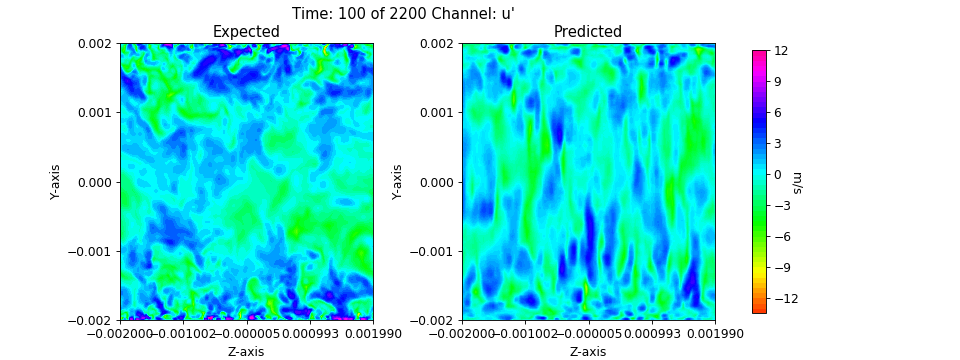 Time: 100 of 2200 Channel: u'
Expected
Predicted
0.002
0.001
0.000
−0.001
−0.002
Y-axis
−0.002000 −0.001002 −0.000005 0.000993 0.001990
Z-axis
0.002
0.001
0.000
−0.001
−0.002
Y-axis
−0.002000 −0.001002 −0.000005 0.000993 0.001990
Z-axis
12
9
6
3
0
−3
−6
−9
−12
m/s